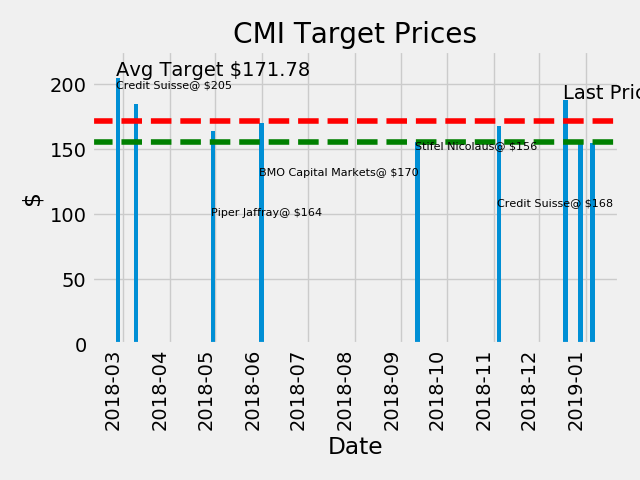 CMI Target Prices
Avg Target $171.78
Credit Suisse@ $205
Last Pric
Stifel Nicolaus@ $156
BMO Capital Markets@ $170
Credit Suisse@ $168
Piper Jaffray@ $164
$
200
150
100
50
0
2018-03
2018-04
2018-05
2018-06
2018-07
2018-08
2018-09
2018-10
2018-11
2018-12
2019-01
Date